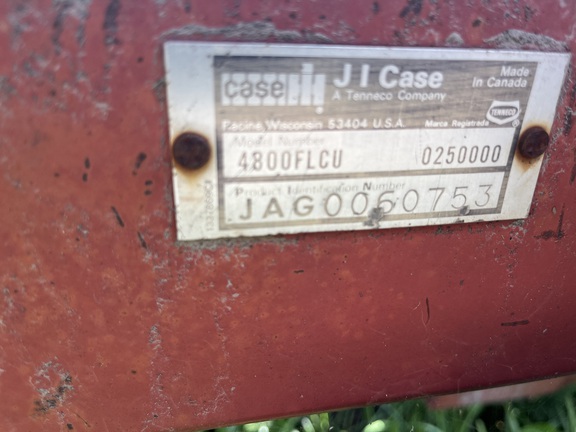 case IH
J I Case
A Tenneco Company
Made
in Canada
TENNECO
Racine, Wisconsin 53404 U.S.A.
Marca Registrada
Model Number
4800FLCU 0250000
Product Identification Number
JAG0060753